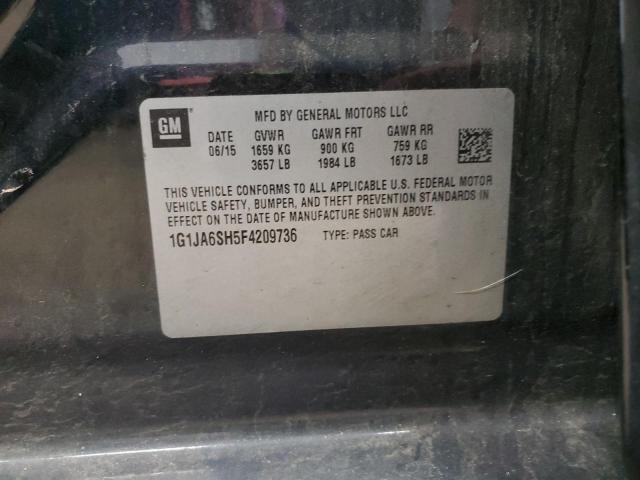 GM
MFD BY GENERAL MOTORS LLC
DATE GVWR GAWR FRT GAWR RR
06/15 1659 KG 900 KG 759 KG
3657 LB 1984 LB 1673 LB
THIS VEHICLE CONFORMS TO ALL APPLICABLE U.S. FEDERAL MOTOR
VEHICLE SAFETY, BUMPER, AND THEFT PREVENTION STANDARDS IN
EFFECT ON THE DATE OF MANUFACTURE SHOWN ABOVE.
1G1JA6SH5F4209736 TYPE: PASS CAR